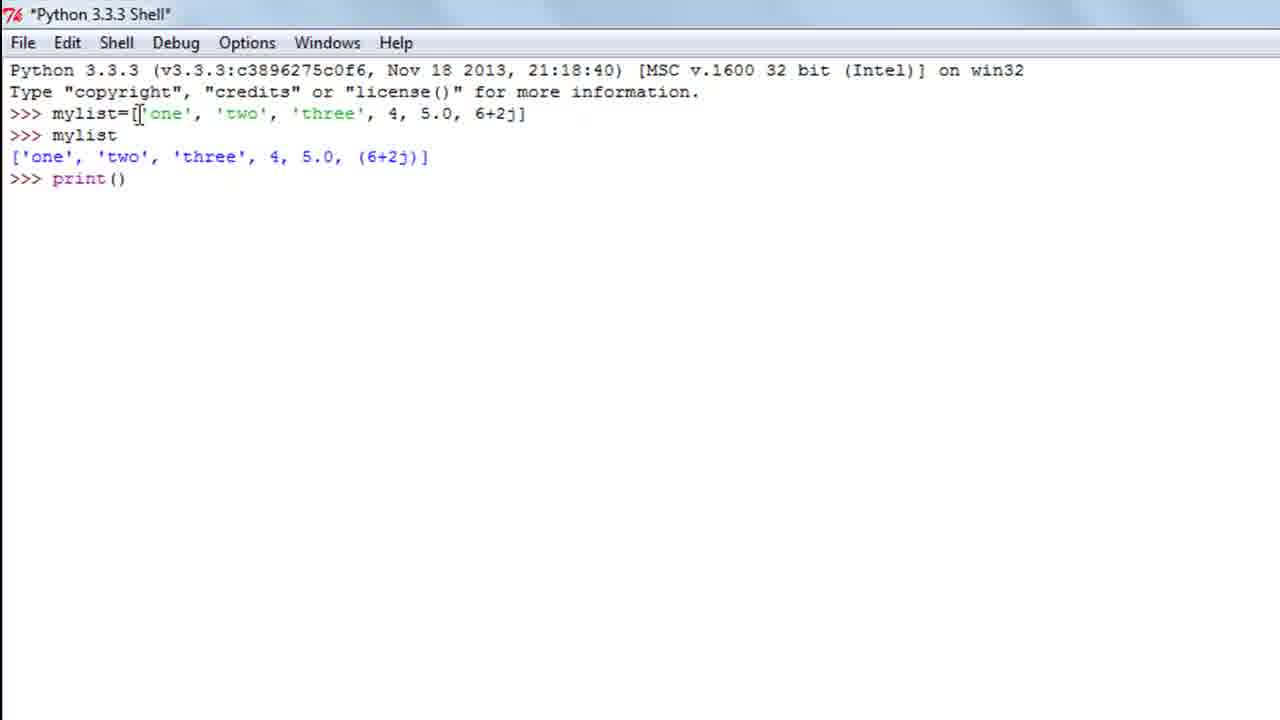 *Python 3.3.3 Shell*
File Edit Shell Debug Options Windows Help
Python 3.3.3 (v3.3.3:c3896275c0f6, Nov 18 2013, 21:18:40) [MSC v.1600 32 bit (Intel)] on win32
Type "copyright", "credits" or "license()" for more information.
>>> mylist=['one', 'two', 'three', 4, 5.0, 6+2j]
>>> mylist
['one', 'two', 'three', 4, 5.0, (6+2j)]
>>> print()